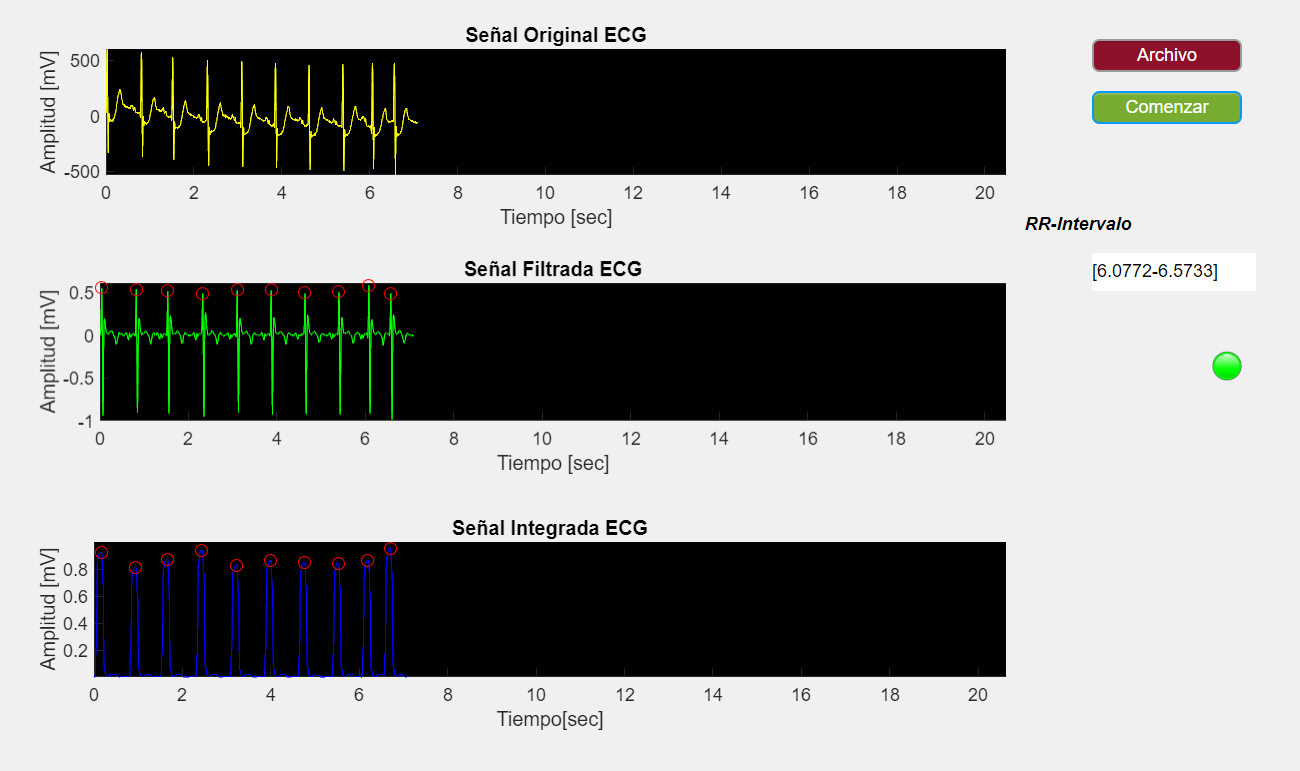 Señal Original ECG
Amplitud [mV]
500
0
-500
0 2 4 6 8 10 12 14 16 18 20
Tiempo [sec]
Archivo
Comenzar
RR-Intervalo
[6.0772-6.5733]
Señal Filtrada ECG
Amplitud [mV]
0.5
0
-0.5
-1
0 2 4 6 8 10 12 14 16 18 20
Tiempo [sec]
Señal Integrada ECG
Amplitud [mV]
0.8
0.6
0.4
0.2
0 2 4 6 8 10 12 14 16 18 20
Tiempo[sec]